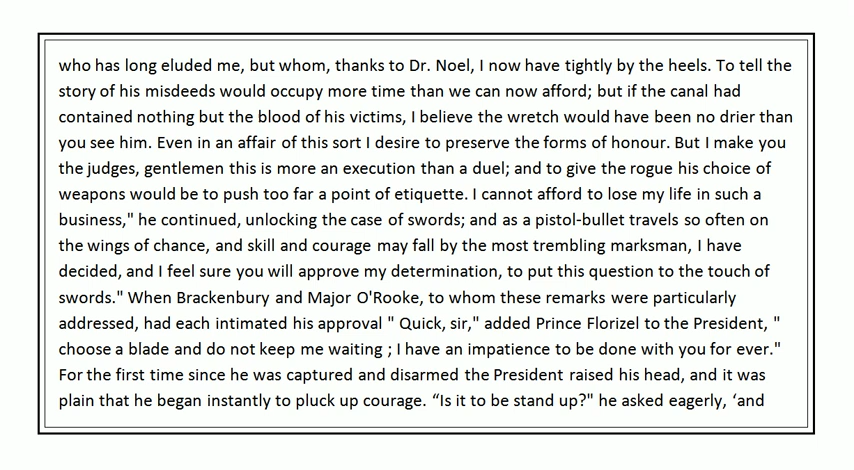 who has long eluded me, but whom, thanks to Dr. Noel, I now have tightly by the heels. To tell the
story of his misdeeds would occupy more time than we can now afford; but if the canal had
contained nothing but the blood of his victims, I believe the wretch would have been no drier than
you see him. Even in an affair of this sort I desire to preserve the forms of honour. But I make you
the judges, gentlemen this is more an execution than a duel; and to give the rogue his choice of
weapons would be to push too far a point of etiquette. I cannot afford to lose my life in such a
business," he continued, unlocking the case of swords; and as a pistol-bullet travels so often on
the wings of chance, and skill and courage may fall by the most trembling marksman, I have
decided, and I feel sure you will approve my determination, to put this question to the touch of
swords." When Brackenbury and Major O'Rooke, to whom these remarks were particularly
addressed, had each intimated his approval " Quick, sir," added Prince Florizel to the President, "
choose a blade and do not keep me waiting ; I have an impatience to be done with you for ever."
For the first time since he was captured and disarmed the President raised his head, and it was
plain that he began instantly to pluck up courage. “Is it to be stand up?" he asked eagerly, ‘and